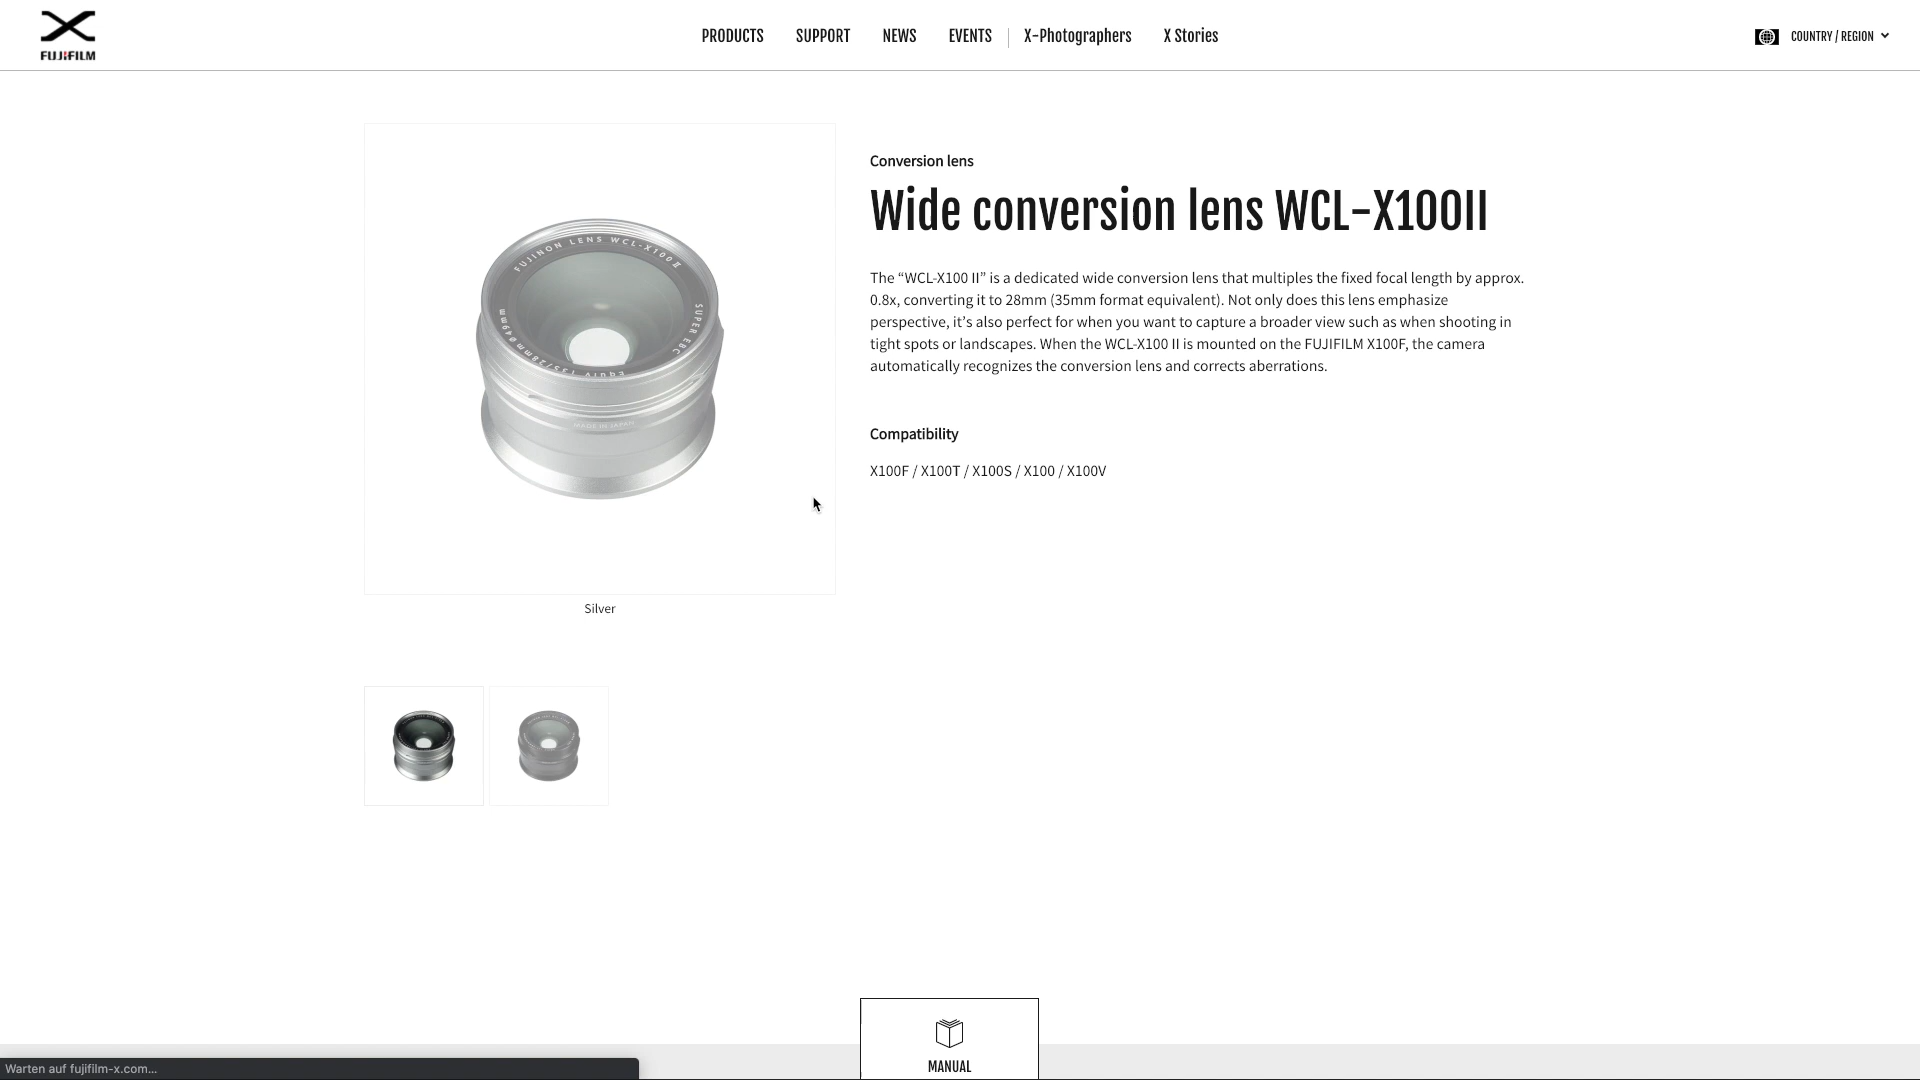 FUJIFILM
PRODUCTS
SUPPORT
NEWS
EVENTS
X-Photographers
X Stories
COUNTRY / REGION
FUJINON LENS WCL-X100II
SUPER EBC
Equiv 135/28mm ø49mm
MADE IN JAPAN
Silver
Conversion lens
Wide conversion lens WCL-X100II
The “WCL-X100 II” is a dedicated wide conversion lens that multiples the fixed focal length by approx.
0.8x, converting it to 28mm (35mm format equivalent). Not only does this lens emphasize
perspective, it’s also perfect for when you want to capture a broader view such as when shooting in
tight spots or landscapes. When the WCL-X100 II is mounted on the FUJIFILM X100F, the camera
automatically recognizes the conversion lens and corrects aberrations.
Compatibility
X100F / X100T / X100S / X100 / X100V
MANUAL
Warten auf fujifilm-x.com...